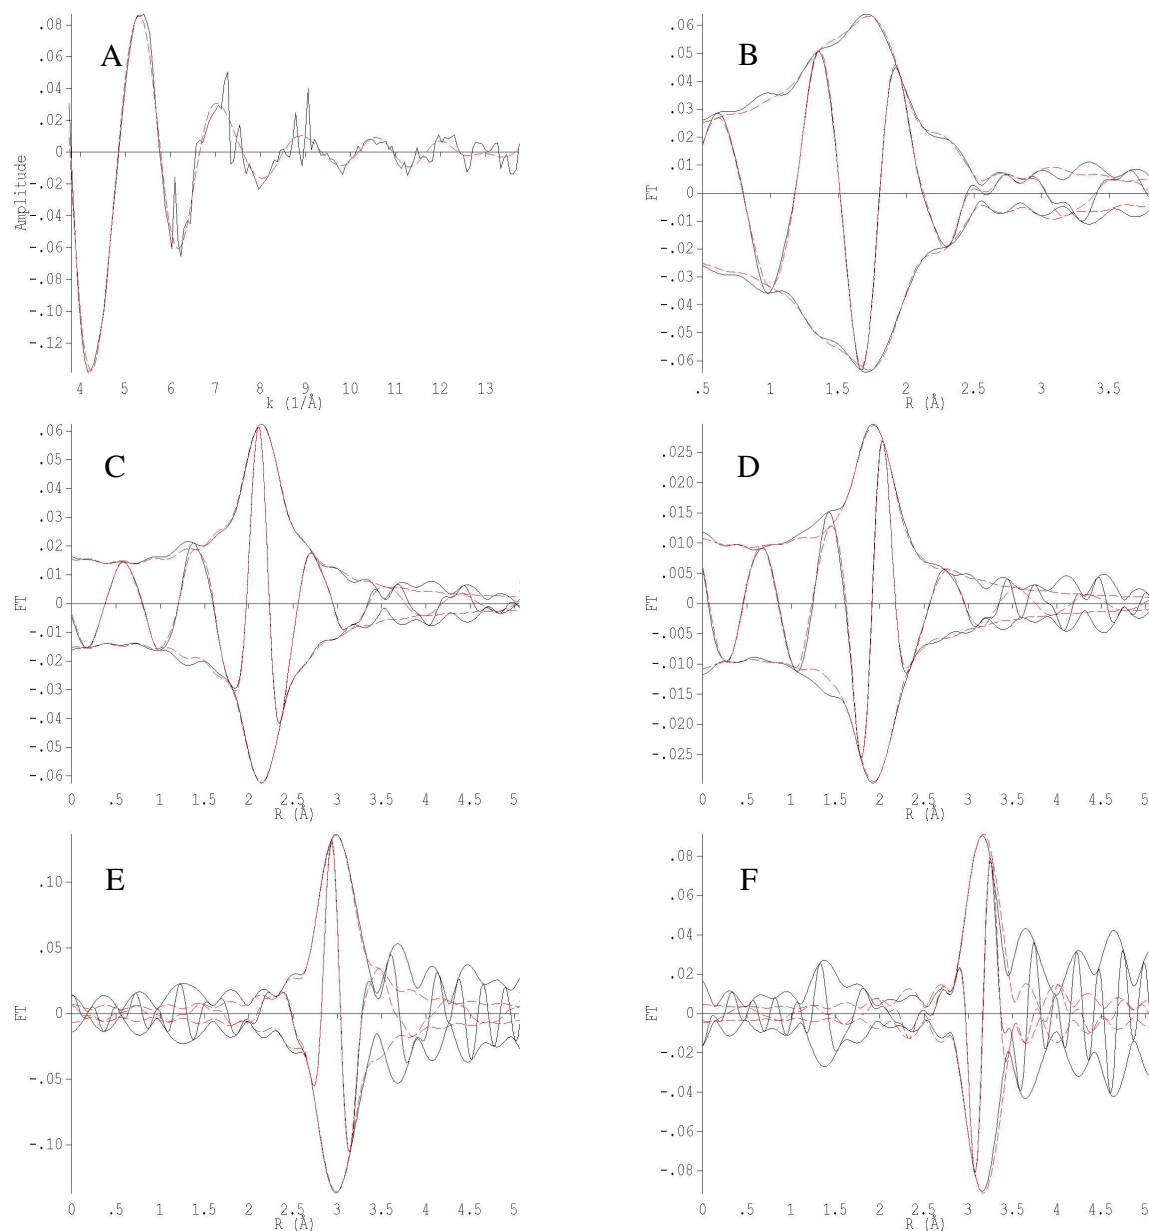 A
.08
.06
.04
.02
0
-.02
-.04
-.06
-.08
-.10
-.12
Amplitude
4 5 6 7 8 9 10 11 12 13
k (1/Å)
B
.06
.05
.04
.03
.02
.01
0
-.01
-.02
-.03
-.04
-.05
-.06
FT
.5 1 1.5 2 2.5 3 3.5
R (Å)
C
.06
.05
.04
.03
.02
.01
0
-.01
-.02
-.03
-.04
-.05
-.06
FT
0 .5 1 1.5 2 2.5 3 3.5 4 4.5 5
R (Å)
D
.025
.020
.015
.010
.005
0
-.005
-.010
-.015
-.020
-.025
FT
0 .5 1 1.5 2 2.5 3 3.5 4 4.5 5
R (Å)
E
.10
.05
0
-.05
-.10
FT
0 .5 1 1.5 2 2.5 3 3.5 4 4.5 5
R (Å)
F
.08
.06
.04
.02
0
-.02
-.04
-.06
-.08
FT
0 .5 1 1.5 2 2.5 3 3.5 4 4.5 5
R (Å)